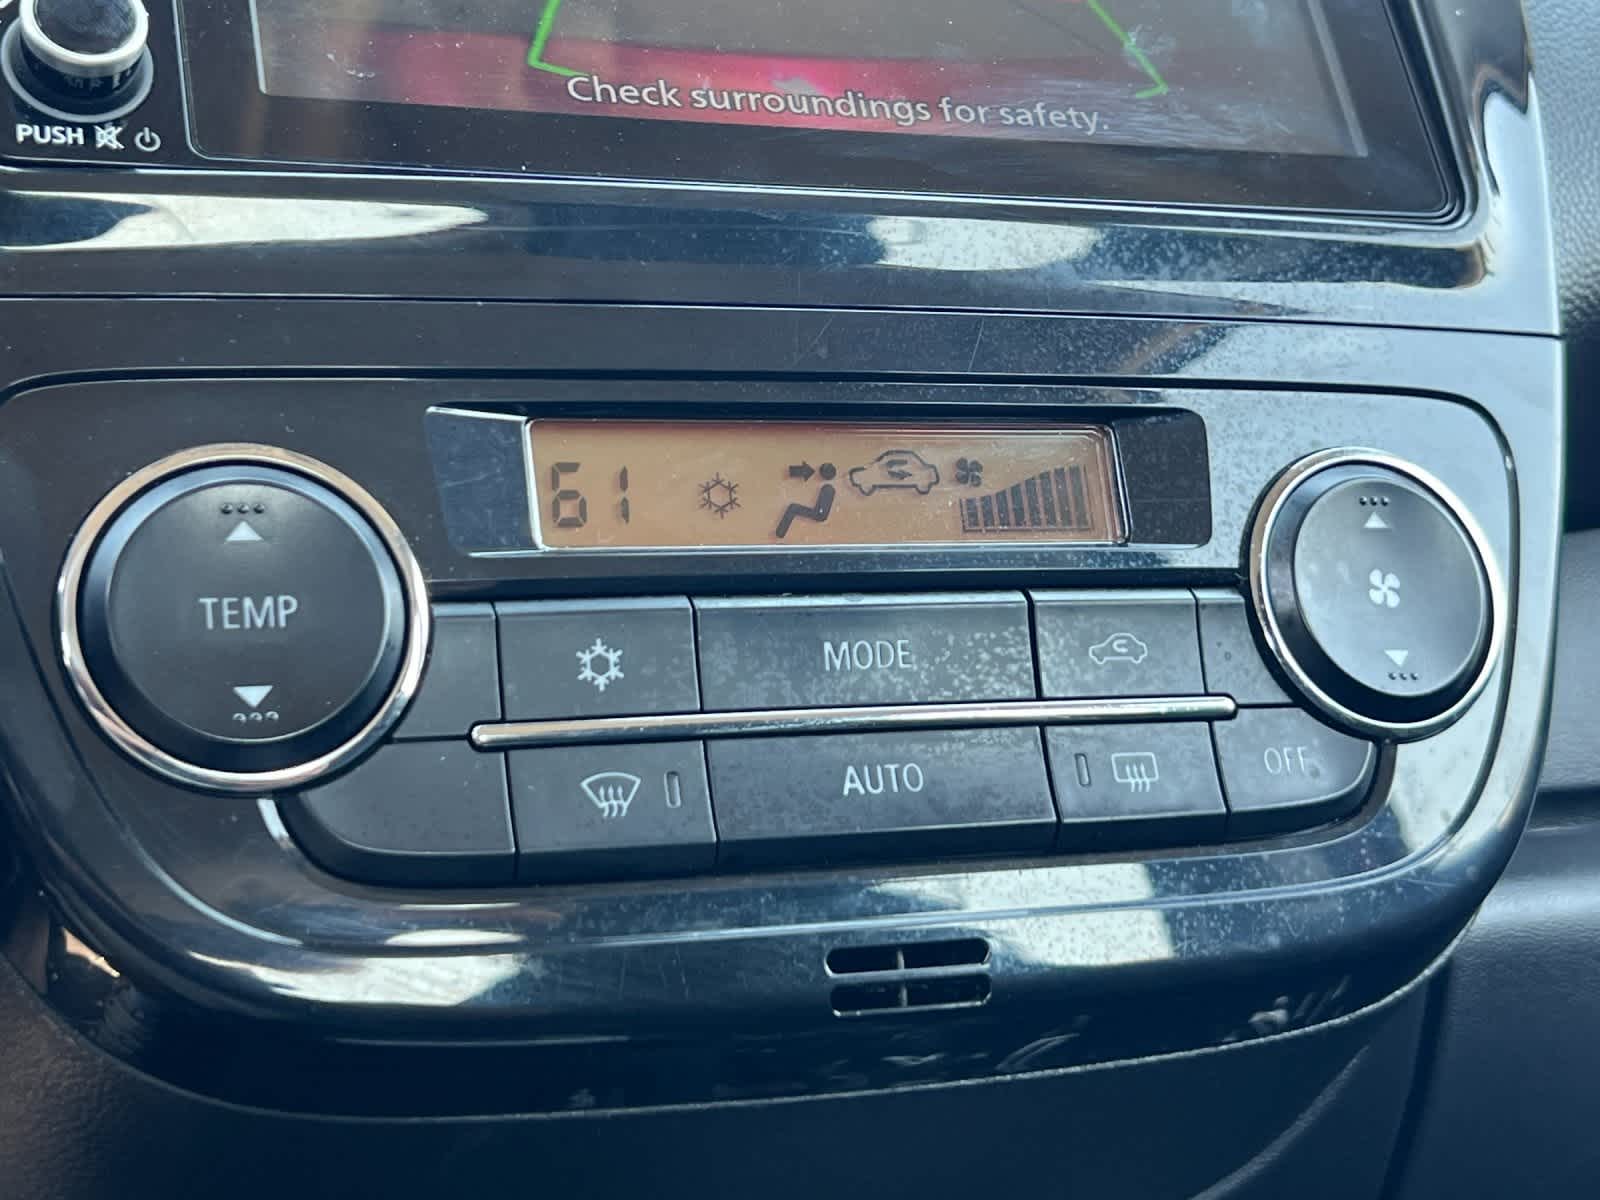 Check surroundings for safety.
PUSH
61
TEMP
MODE
AUTO
OFF